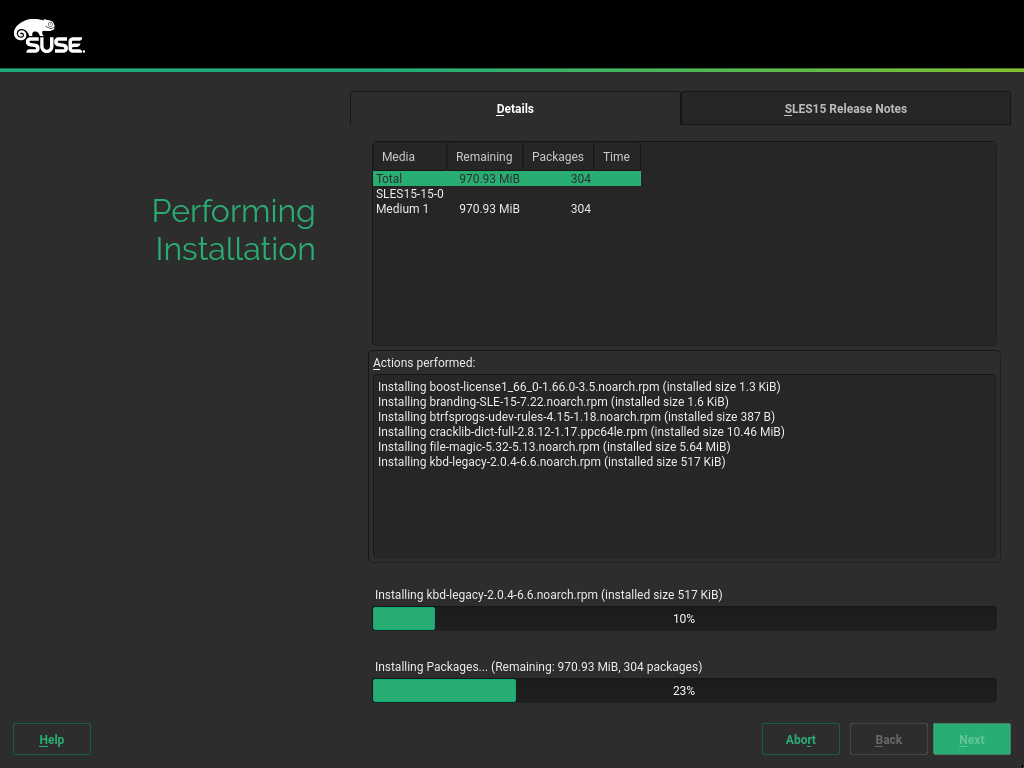 SUSE.
Details
SLES15 Release Notes
Performing
Installation
Media Remaining Packages Time
Total 970.93 MiB 304
SLES15-15-0
Medium 1 970.93 MiB 304
Actions performed:
Installing boost-license1_66_0-1.66.0-3.5.noarch.rpm (installed size 1.3 KiB)
Installing branding-SLE-15-7.22.noarch.rpm (installed size 1.6 KiB)
Installing btrfsprogs-udev-rules-4.15-1.18.noarch.rpm (installed size 387 B)
Installing cracklib-dict-full-2.8.12-1.17.ppc64le.rpm (installed size 10.46 MiB)
Installing file-magic-5.32-5.13.noarch.rpm (installed size 5.64 MiB)
Installing kbd-legacy-2.0.4-6.6.noarch.rpm (installed size 517 KiB)
Installing kbd-legacy-2.0.4-6.6.noarch.rpm (installed size 517 KiB)
10%
Installing Packages... (Remaining: 970.93 MiB, 304 packages)
23%
Help
Abort
Back
Next